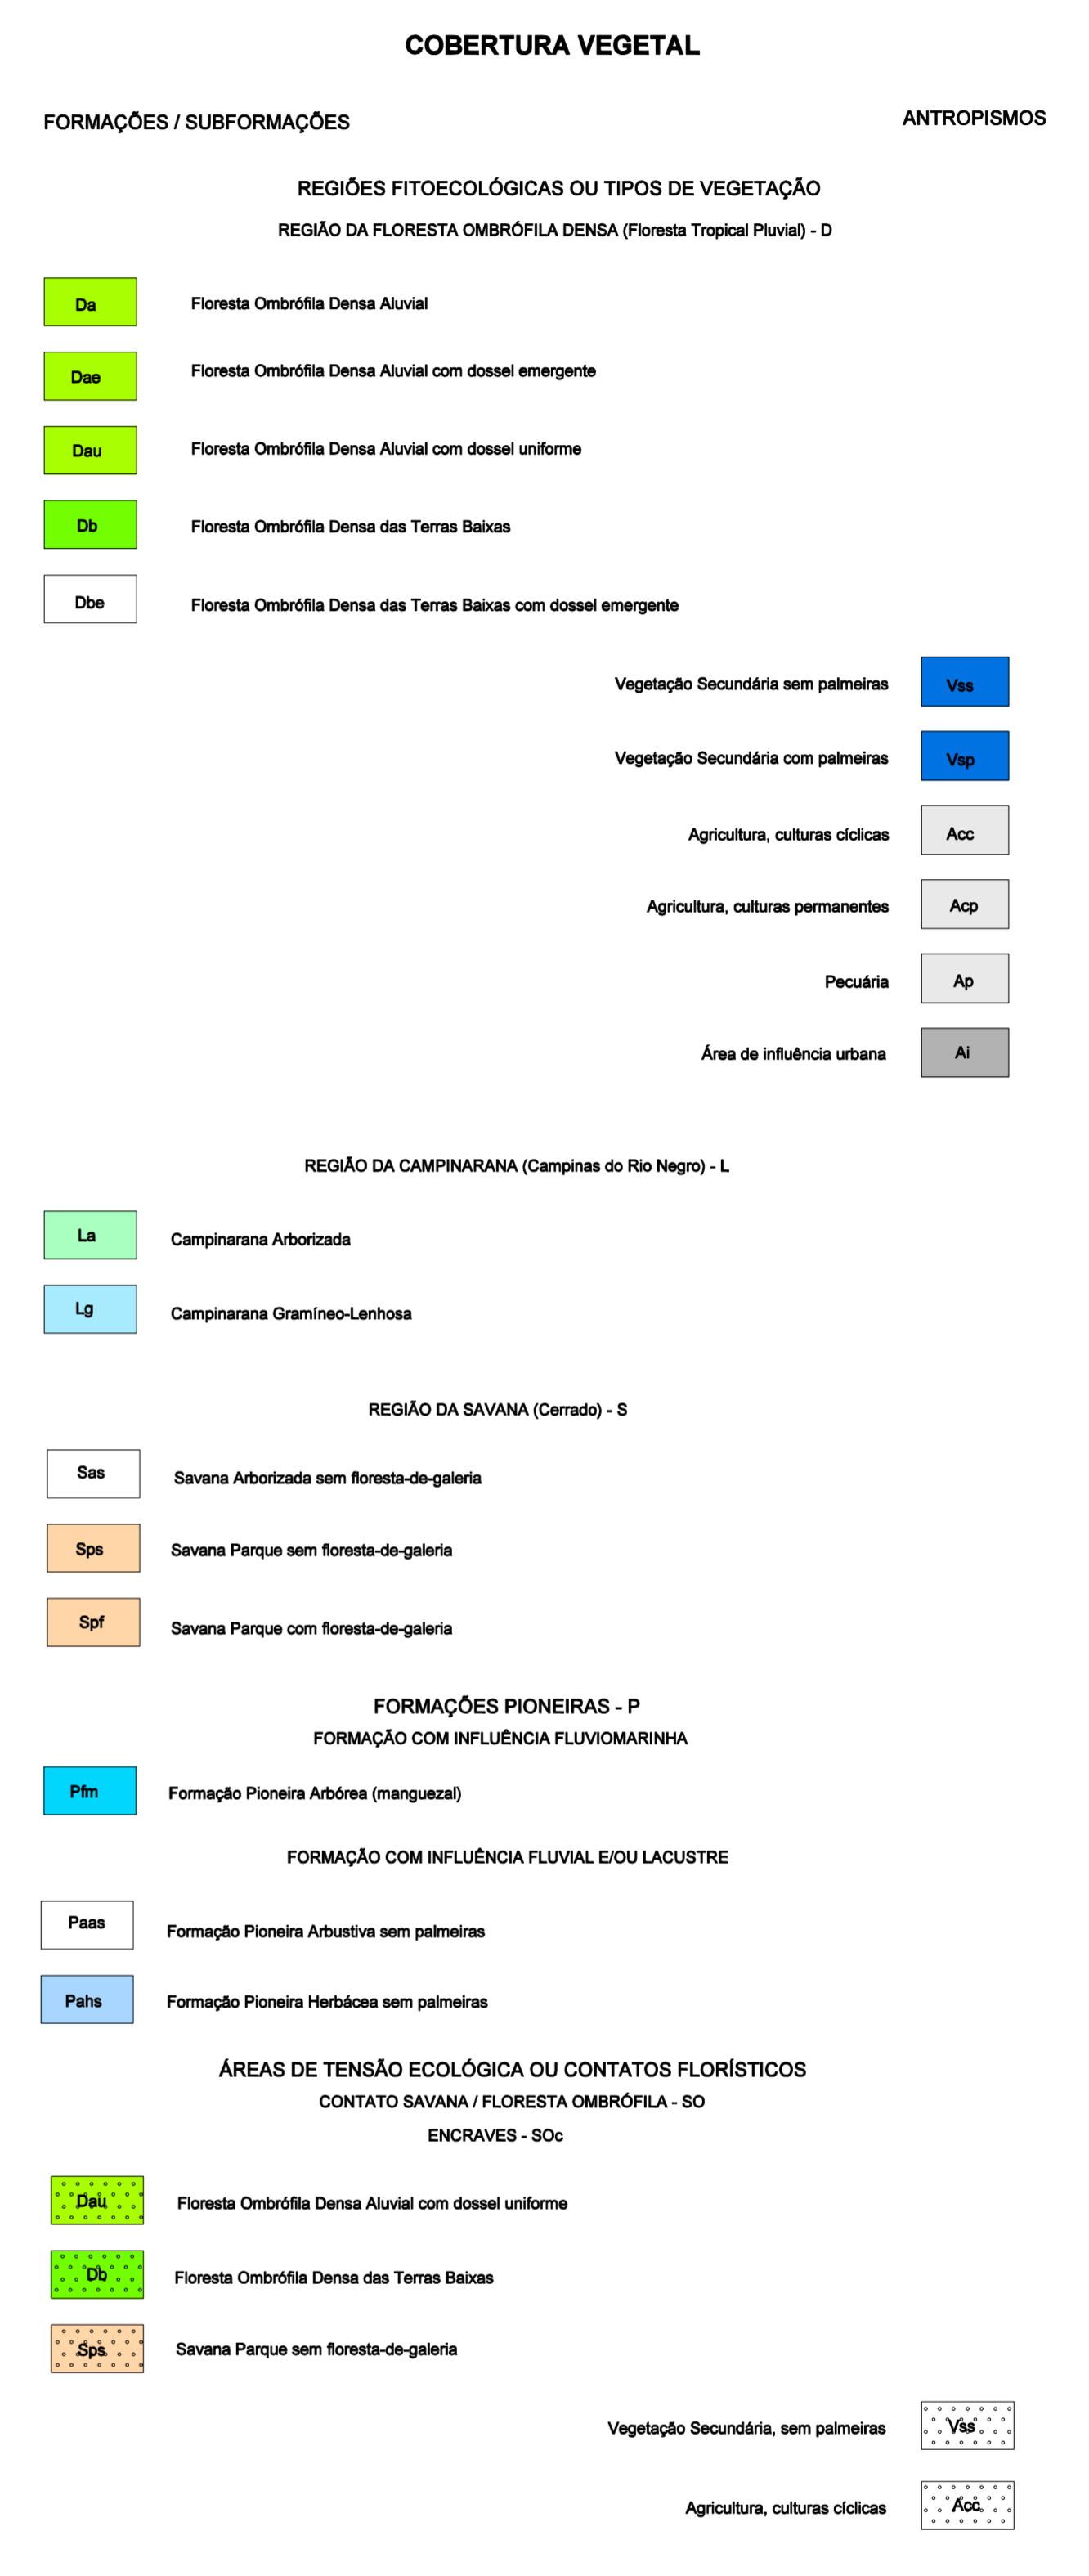 COBERTURA VEGETAL
FORMAÇÕES / SUBFORMAÇÕES
ANTROPISMOS
REGIÕES FITOECOLÓGICAS OU TIPOS DE VEGETAÇÃO
REGIÃO DA FLORESTA OMBRÓFILA DENSA (Floresta Tropical Pluvial) - D
Da Floresta Ombrófila Densa Aluvial
Dae Floresta Ombrófila Densa Aluvial com dossel emergente
Dau Floresta Ombrófila Densa Aluvial com dossel uniforme
Db Floresta Ombrófila Densa das Terras Baixas
Dbe Floresta Ombrófila Densa das Terras Baixas com dossel emergente
Vegetação Secundária sem palmeiras Vss
Vegetação Secundária com palmeiras Vsp
Agricultura, culturas cíclicas Acc
Agricultura, culturas permanentes Acp
Pecuária Ap
Área de influência urbana Ai
REGIÃO DA CAMPINARANA (Campinas do Rio Negro) - L
La Campinarana Arborizada
Lg Campinarana Gramíneo-Lenhosa
REGIÃO DA SAVANA (Cerrado) - S
Sas Savana Arborizada sem floresta-de-galeria
Sps Savana Parque sem floresta-de-galeria
Spf Savana Parque com floresta-de-galeria
FORMAÇÕES PIONEIRAS - P
FORMAÇÃO COM INFLUÊNCIA FLUVIOMARINHA
Pfm Formação Pioneira Arbórea (manguezal)
FORMAÇÃO COM INFLUÊNCIA FLUVIAL E/OU LACUSTRE
Paas Formação Pioneira Arbustiva sem palmeiras
Pahs Formação Pioneira Herbácea sem palmeiras
ÁREAS DE TENSÃO ECOLÓGICA OU CONTATOS FLORÍSTICOS
CONTATO SAVANA / FLORESTA OMBRÓFILA - SO
ENCRAVES - SOc
Dau Floresta Ombrófila Densa Aluvial com dossel uniforme
Db Floresta Ombrófila Densa das Terras Baixas
Sps Savana Parque sem floresta-de-galeria
Vegetação Secundária, sem palmeiras Vss
Agricultura, culturas cíclicas Acc